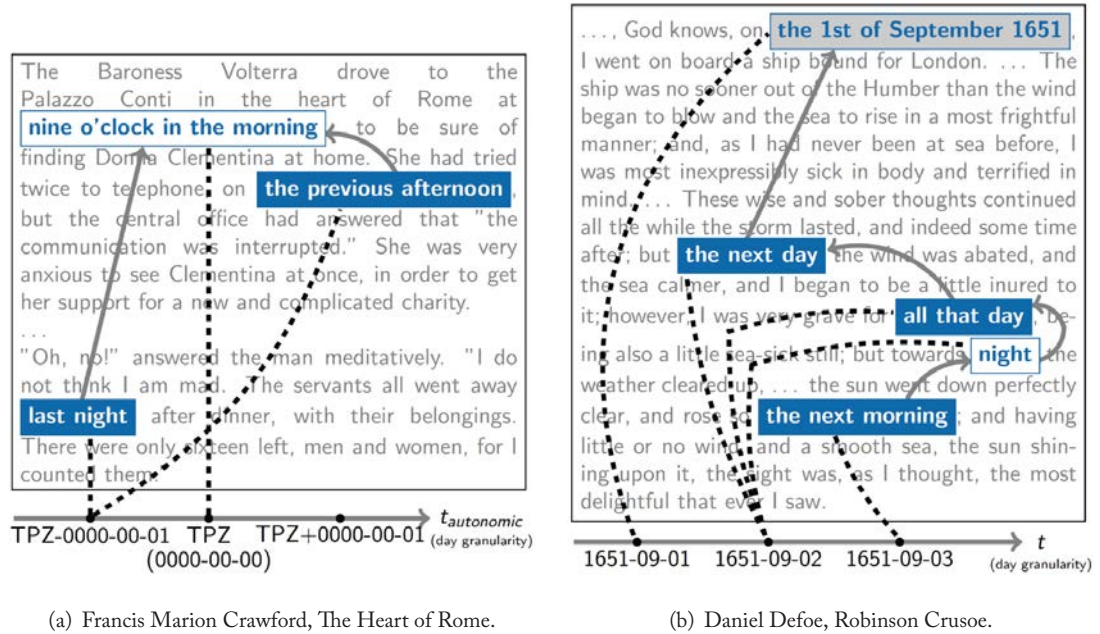 The Baroness Volterra drove to the
Palazzo Conti in the heart of Rome at
nine o'clock in the morning to be sure of
finding Donna Clementina at home. She had tried
twice to telephone on the previous afternoon,
but the central office had answered that "the
communication was interrupted." She was very
anxious to see Clementina at once, in order to get
her support for a new and complicated charity.
...
"Oh, no!" answered the man meditatively. "I do
not think I am mad. The servants all went away
last night after dinner, with their belongings.
There were only sixteen left, men and women, for I
counted them.
TPZ-0000-00-01 TPZ TPZ+0000-00-01 t autonomic
(0000-00-00) (day granularity)
(a) Francis Marion Crawford, The Heart of Rome.
..., God knows, on the 1st of September 1651,
I went on board a ship bound for London. ... The
ship was no sooner out of the Humber than the wind
began to blow and the sea to rise in a most frightful
manner; and, as I had never been at sea before, I
was most inexpressibly sick in body and terrified in
mind. ... These wise and sober thoughts continued
all the while the storm lasted, and indeed some time
after; but the next day the wind was abated, and
the sea calmer, and I began to be a little inured to
it; however, I was very grave for all that day, be-
ing also a little sea-sick still; but towards night the
weather cleared up, ... the sun went down perfectly
clear, and rose so the next morning; and having
little or no wind, and a smooth sea, the sun shin-
ing upon it, the sight was, as I thought, the most
delightful that ever I saw.
1651-09-01 1651-09-02 1651-09-03 t
(day granularity)
(b) Daniel Defoe, Robinson Crusoe.